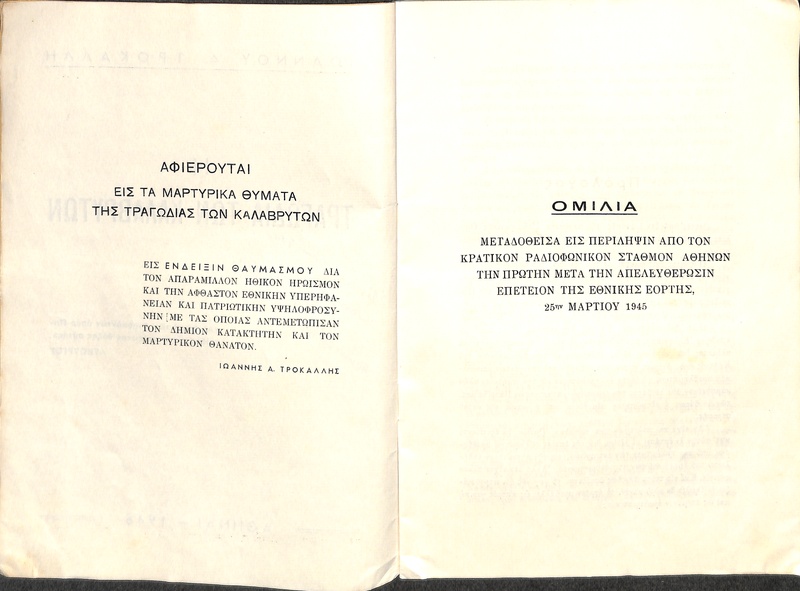 ΑΦΙΕΡΟΥΤΑΙ
ΕΙΣ ΤΑ ΜΑΡΤΥΡΙΚΑ ΘΥΜΑΤΑ
ΤΗΣ ΤΡΑΓΩΔΙΑΣ ΤΩΝ ΚΑΛΑΒΡΥΤΩΝ
ΕΙΣ ΕΝΔΕΙΞΙΝ ΘΑΥΜΑΣΜΟΥ ΔΙΑ
ΤΟΝ ΑΠΑΡΑΜΙΛΛΟΝ ΗΘΙΚΟΝ ΗΡΩΙΣΜΟΝ
ΚΑΙ ΤΗΝ ΑΦΘΑΣΤΟΝ ΕΘΝΙΚΗΝ ΥΠΕΡΗΦΑ-
ΝΕΙΑΝ ΚΑΙ ΠΑΤΡΙΩΤΙΚΗΝ ΥΨΗΛΟΦΡΟΣΥ-
ΝΗΝ ΜΕ ΤΑΣ ΟΠΟΙΑΣ ΑΝΤΕΜΕΤΩΠΙΣΑΝ
ΤΟΝ ΔΗΜΙΟΝ ΚΑΤΑΚΤΗΤΗΝ ΚΑΙ ΤΟΝ
ΜΑΡΤΥΡΙΚΟΝ ΘΑΝΑΤΟΝ.
ΙΩΑΝΝΗΣ Α. ΤΡΟΚΑΛΛΗΣ
ΟΜΙΛΙΑ
ΜΕΤΑΔΟΘΕΙΣΑ ΕΙΣ ΠΕΡΙΛΗΨΙΝ ΑΠΟ ΤΟΝ
ΚΡΑΤΙΚΟΝ ΡΑΔΙΟΦΩΝΙΚΟΝ ΣΤΑΘΜΟΝ ΑΘΗΝΩΝ
ΤΗΝ ΠΡΩΤΗΝ ΜΕΤΑ ΤΗΝ ΑΠΕΛΕΥΘΕΡΩΣΙΝ
ΕΠΕΤΕΙΟΝ ΤΗΣ ΕΘΝΙΚΗΣ ΕΟΡΤΗΣ,
25ην ΜΑΡΤΙΟΥ 1945